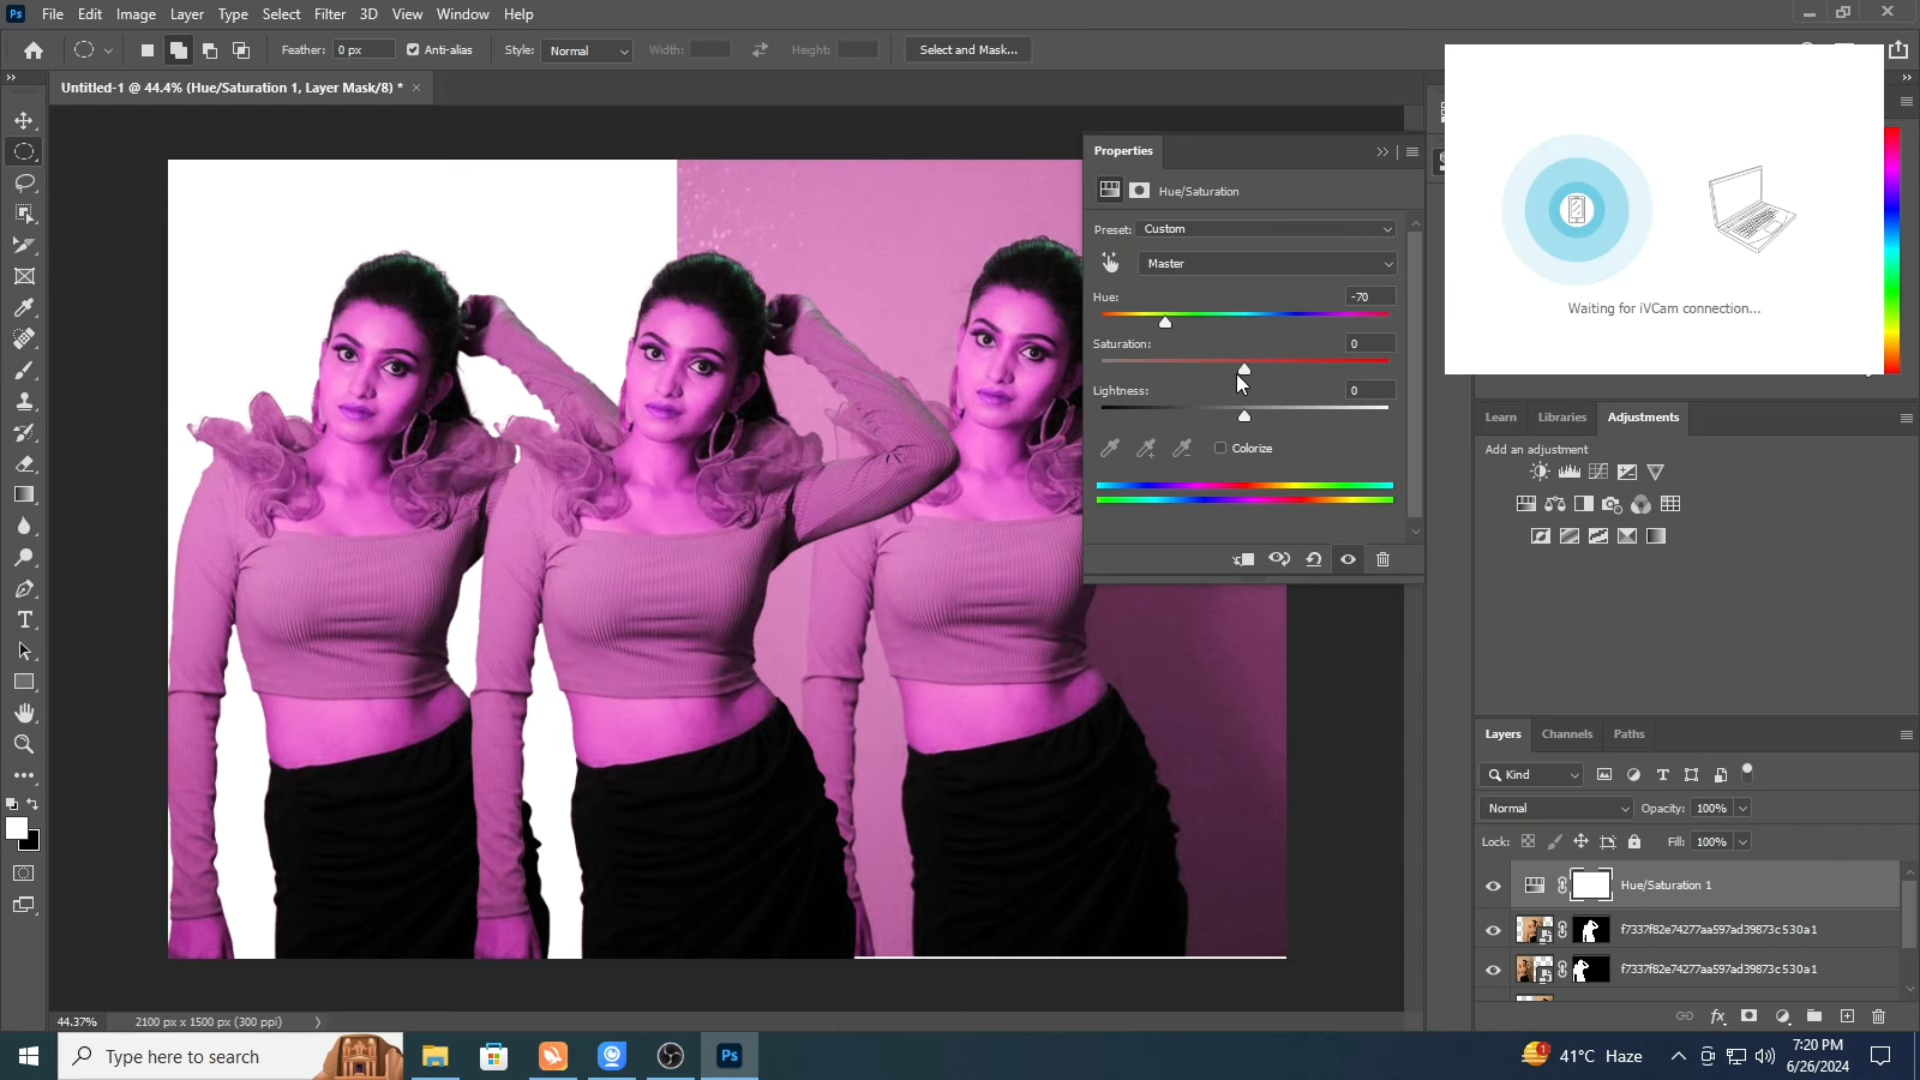 Ps File Edit Image Layer Type Select Filter 3D View Window Help
Feather: 0 px Anti-alias Style: Normal Width: Height: Select and Mask...
Untitled-1 @ 44.4% (Hue/Saturation 1, Layer Mask/8) * ×
Properties
Hue/Saturation
Preset: Custom
Master
Hue: -70
Saturation: 0
Lightness: 0
Colorize
Waiting for iVCam connection...
Learn Libraries Adjustments
Add an adjustment
Layers Channels Paths
Kind
Normal Opacity: 100%
Lock: Fill: 100%
Hue/Saturation 1
f7337f82e74277aa597ad39873c530a1
f7337f82e74277aa597ad39873c530a1
44.37% 2100 px x 1500 px (300 ppi)
Type here to search
Ps
1
41°C Haze
7:20 PM
6/26/2024